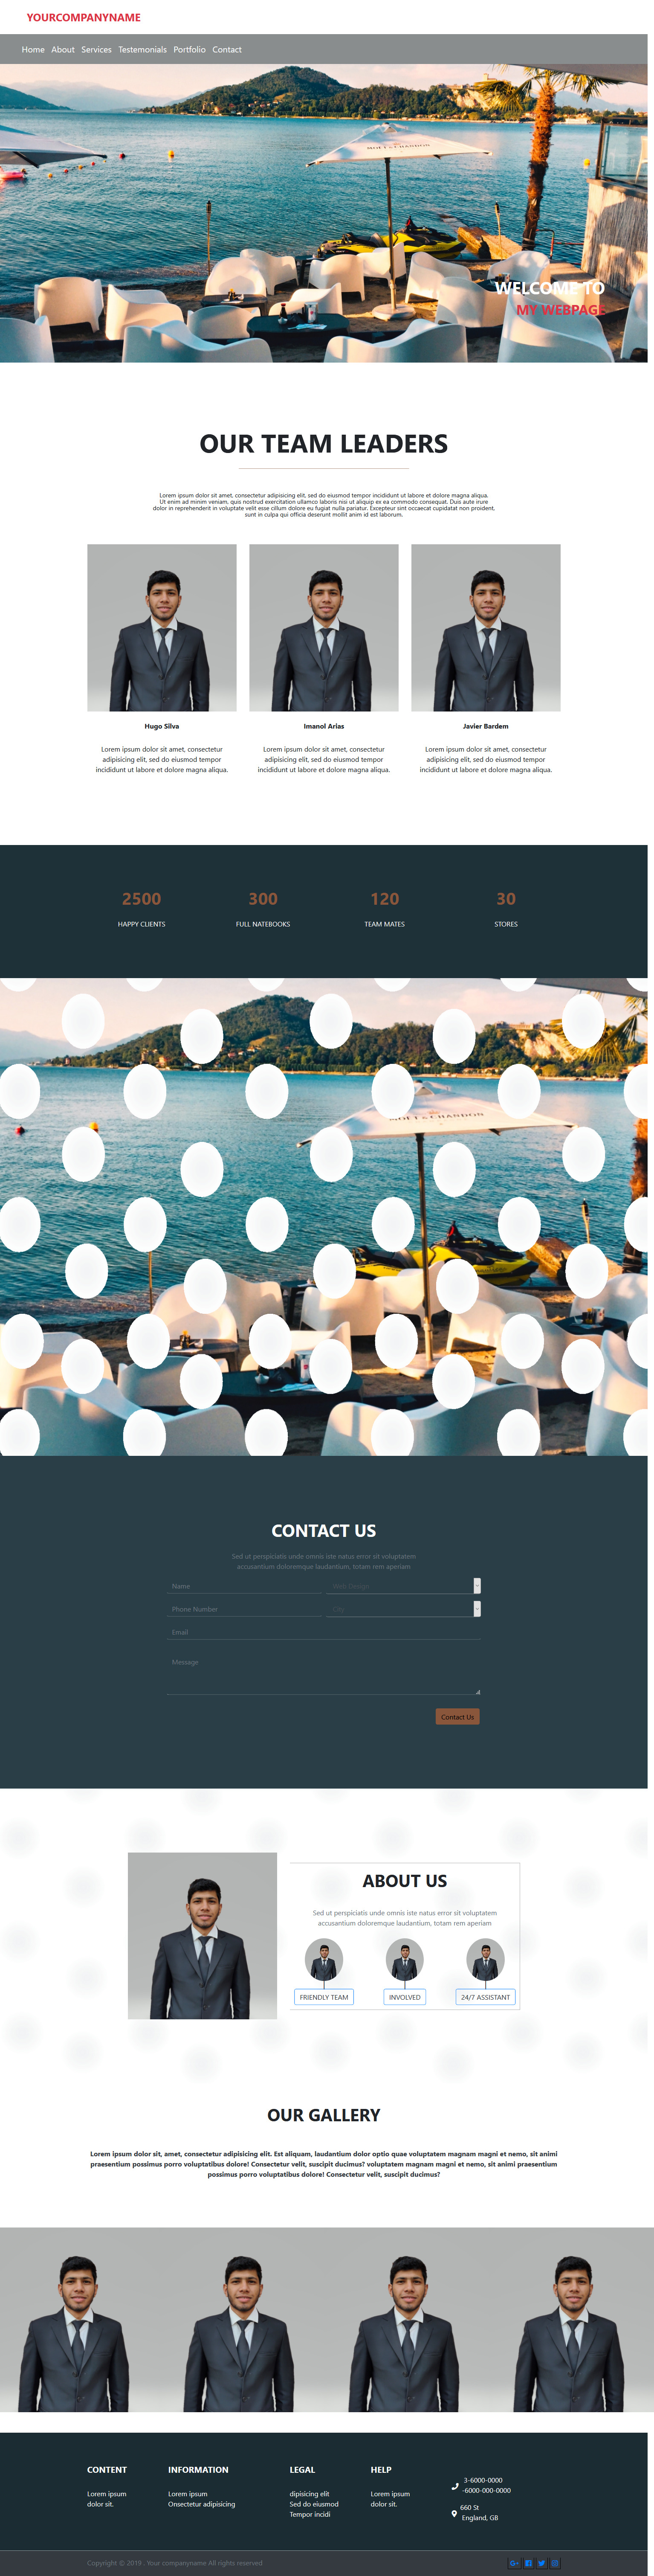 YOURCOMPANYNAME
Home About Services Testemonials Portfolio Contact
WELCOME TO
MY WEBPAGE
OUR TEAM LEADERS
Lorem ipsum dolor sit amet, consectetur adipisicing elit, sed do eiusmod tempor incididunt ut labore et dolore magna aliqua.
Ut enim ad minim veniam, quis nostrud exercitation ullamco laboris nisi ut aliquip ex ea commodo consequat. Duis aute irure
dolor in reprehenderit in voluptate velit esse cillum dolore eu fugiat nulla pariatur. Excepteur sint occaecat cupidatat non proident,
sunt in culpa qui officia deserunt mollit anim id est laborum.
Hugo Silva
Lorem ipsum dolor sit amet, consectetur
adipisicing elit, sed do eiusmod tempor
incididunt ut labore et dolore magna aliqua.
Imanol Arias
Lorem ipsum dolor sit amet, consectetur
adipisicing elit, sed do eiusmod tempor
incididunt ut labore et dolore magna aliqua.
Javier Bardem
Lorem ipsum dolor sit amet, consectetur
adipisicing elit, sed do eiusmod tempor
incididunt ut labore et dolore magna aliqua.
2500
HAPPY CLIENTS
300
FULL NATEBOOKS
120
TEAM MATES
30
STORES
CONTACT US
Sed ut perspiciatis unde omnis iste natus error sit voluptatem
accusantium doloremque laudantium, totam rem aperiam
Name
Web Design
Phone Number
City
Email
Message
Contact Us
ABOUT US
Sed ut perspiciatis unde omnis iste natus error sit voluptatem
accusantium doloremque laudantium, totam rem aperiam
FRIENDLY TEAM
INVOLVED
24/7 ASSISTANT
OUR GALLERY
Lorem ipsum dolor sit, amet, consectetur adipisicing elit. Est aliquam, laudantium dolor optio quae voluptatem magnam magni et nemo, sit animi
praesentium possimus porro voluptatibus dolore! Consectetur velit, suscipit ducimus? voluptatem magnam magni et nemo, sit animi praesentium
possimus porro voluptatibus dolore! Consectetur velit, suscipit ducimus?
CONTENT
Lorem ipsum
dolor sit.
INFORMATION
Lorem ipsum
Onsectetur adipisicing
LEGAL
dipisicing elit
Sed do eiusmod
Tempor incidi
HELP
Lorem ipsum
dolor sit.
3-6000-0000
-6000-000-0000
660 St
England, GB
Copyright © 2019 . Your companyname All rights reserved